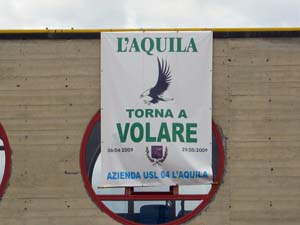 L'AQUILA
TORNA A
VOLARE
06/04/2009 29/05/2009
AZIENDA USL 04 L'AQUILA